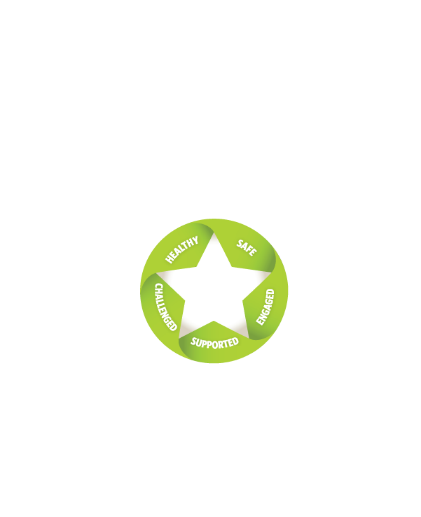 HEALTHY
SAFE
ENGAGED
SUPPORTED
CHALLENGED